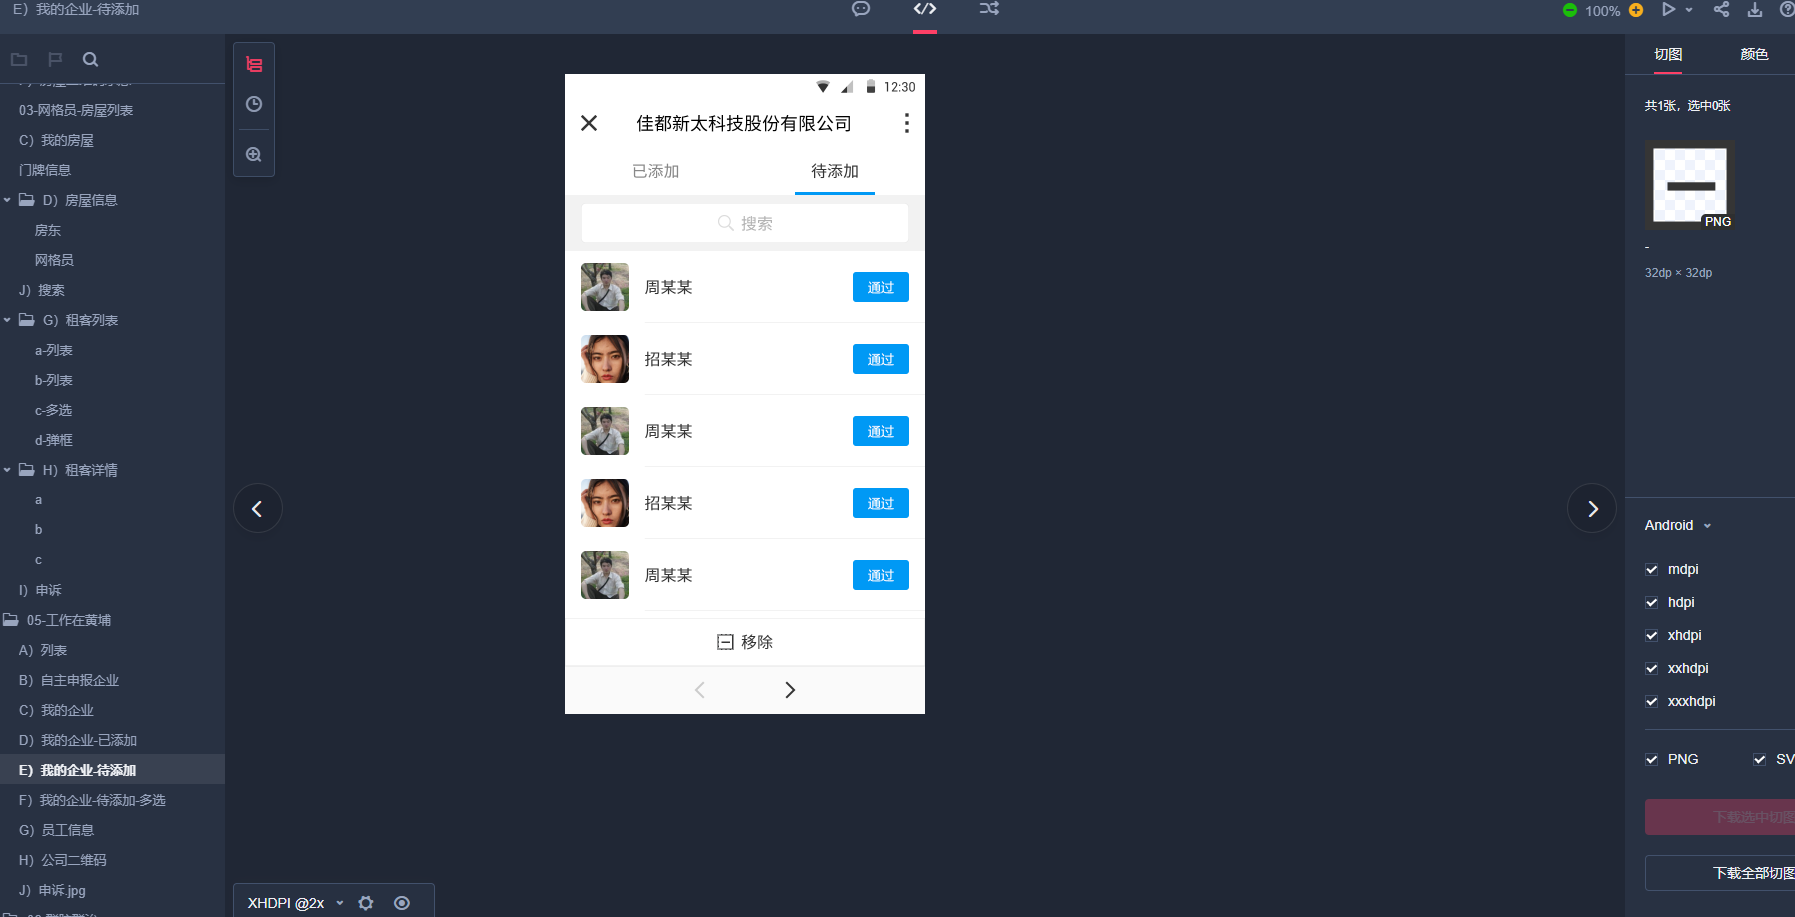 E）我的企业-待添加
100%
03-网格员-房屋列表
C）我的房屋
门牌信息
D）房屋信息
房东
网格员
J）搜索
G）租客列表
a-列表
b-列表
c-多选
d-弹框
H）租客详情
a
b
c
I）申诉
05-工作在黄埔
A）列表
B）自主申报企业
C）我的企业
D）我的企业-已添加
E）我的企业-待添加
F）我的企业-待添加-多选
G）员工信息
H）公司二维码
J）申诉.jpg
12:30
佳都新太科技股份有限公司
已添加 待添加
搜索
周某某 通过
招某某 通过
周某某 通过
招某某 通过
周某某 通过
移除
XHDPI @2x
切图 颜色
共1张，选中0张
PNG
-
32dp × 32dp
Android
mdpi
hdpi
xhdpi
xxhdpi
xxxhdpi
PNG SV
下载选中切图
下载全部切图